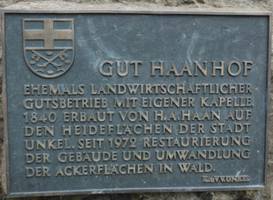 GUT HAANHOF
EHEMALS LANDWIRTSCHAFTLICHER
GUTSBETRIEB MIT EIGENER KAPELLE
1840 ERBAUT VON H.A. HAAN AUF
DEN HEIDEFLÄCHEN DER STADT
UNKEL. SEIT 1972 RESTAURIERUNG
DER GEBÄUDE UND UMWANDLUNG
DER ACKERFLÄCHEN IN WALD.